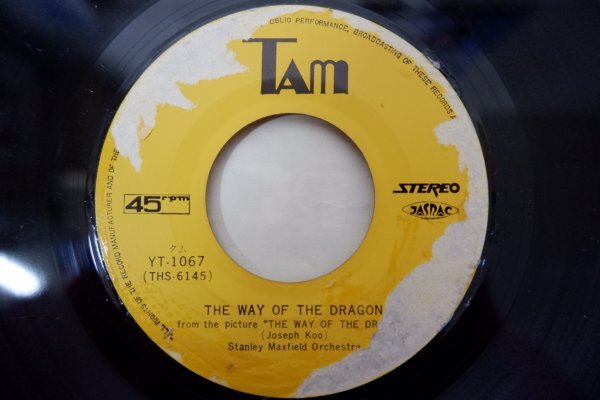 UBLIC PERFORMANCE, BROADCASTING OF THESE RECORDS
TAM
45rpm
STEREO
JASRAC
タム
YT-1067
(THS-6145)
ALL RIGHTS OF THE RECORD MANUFACTURER AND OF THE
THE WAY OF THE DRAGON
from the picture "THE WAY OF THE DR
(Joseph Koo)
Stanley Maxfield Orchestra